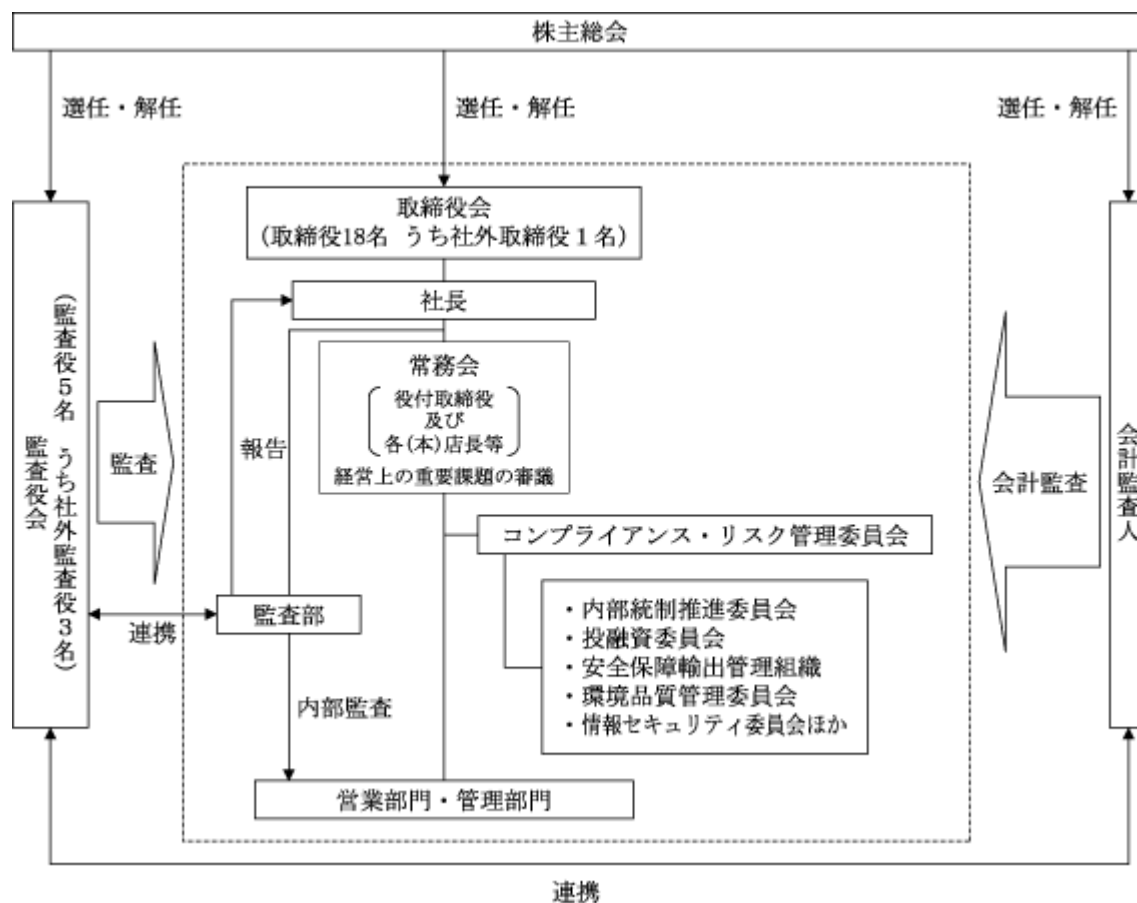 株主総会
選任・解任
選任・解任
選任・解任
取締役会
(取締役18名 うち社外取締役1名)
社長
常務会
役付取締役
及び
各(本)店長等
経営上の重要課題の審議
報告
監査役会
(監査役5名 うち社外監査役3名)
監査
会計監査
会計監査人
コンプライアンス・リスク管理委員会
・内部統制推進委員会
・投融資委員会
・安全保障輸出管理組織
・環境品質管理委員会
・情報セキュリティ委員会ほか
監査部
連携
内部監査
営業部門・管理部門
連携